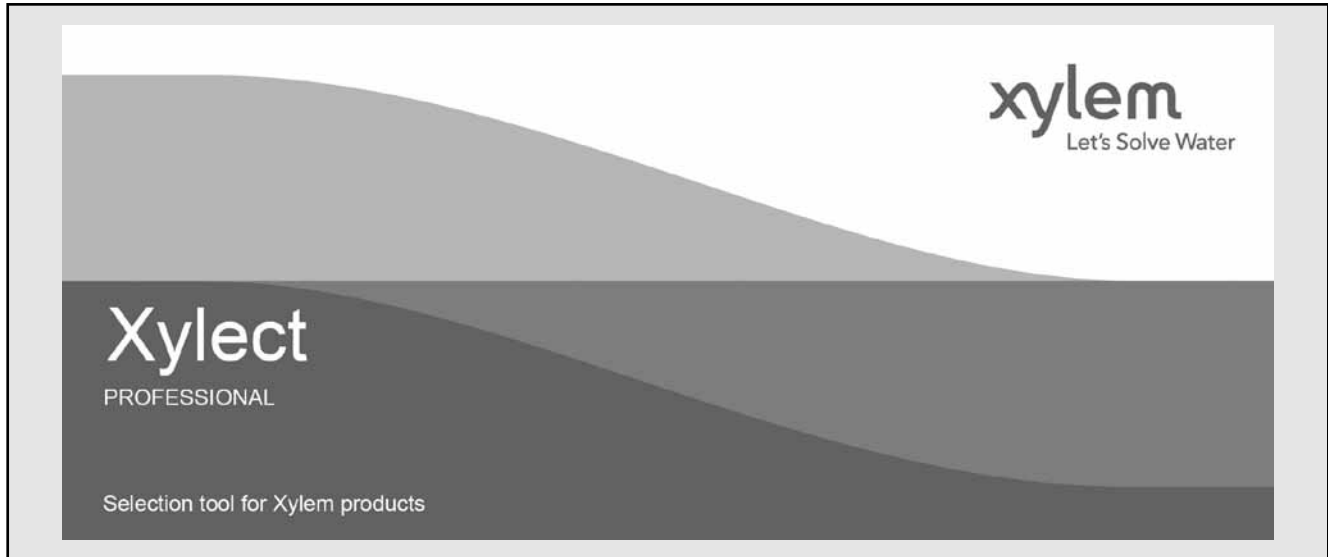 xylem
Let's Solve Water
Xylect
PROFESSIONAL
Selection tool for Xylem products